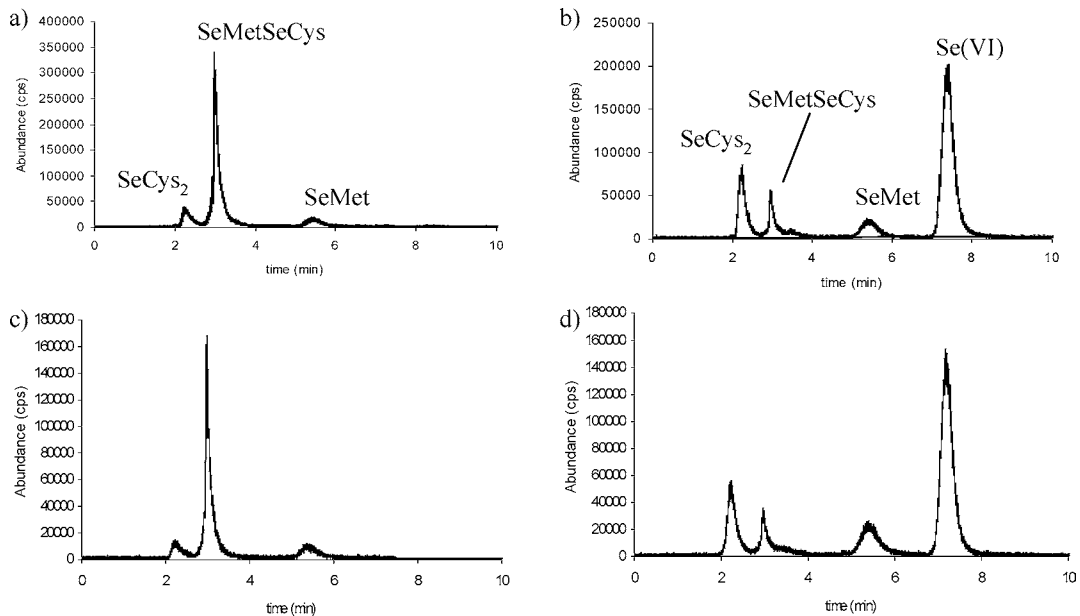 a)
SeMetSeCys
SeCys2
SeMet
Abundance (cps)
400000
350000
300000
250000
200000
150000
100000
50000
0
0 2 4 6 8 10
time (min)
b)
Se(VI)
SeMetSeCys
SeCys2
SeMet
Abundance (cps)
250000
200000
150000
100000
50000
0
0 2 4 6 8 10
time (min)
c)
Abundance (cps)
180000
160000
140000
120000
100000
80000
60000
40000
20000
0
0 2 4 6 8 10
time (min)
d)
Abundance (cps)
180000
160000
140000
120000
100000
80000
60000
40000
20000
0
0 2 4 6 8 10
time (min)